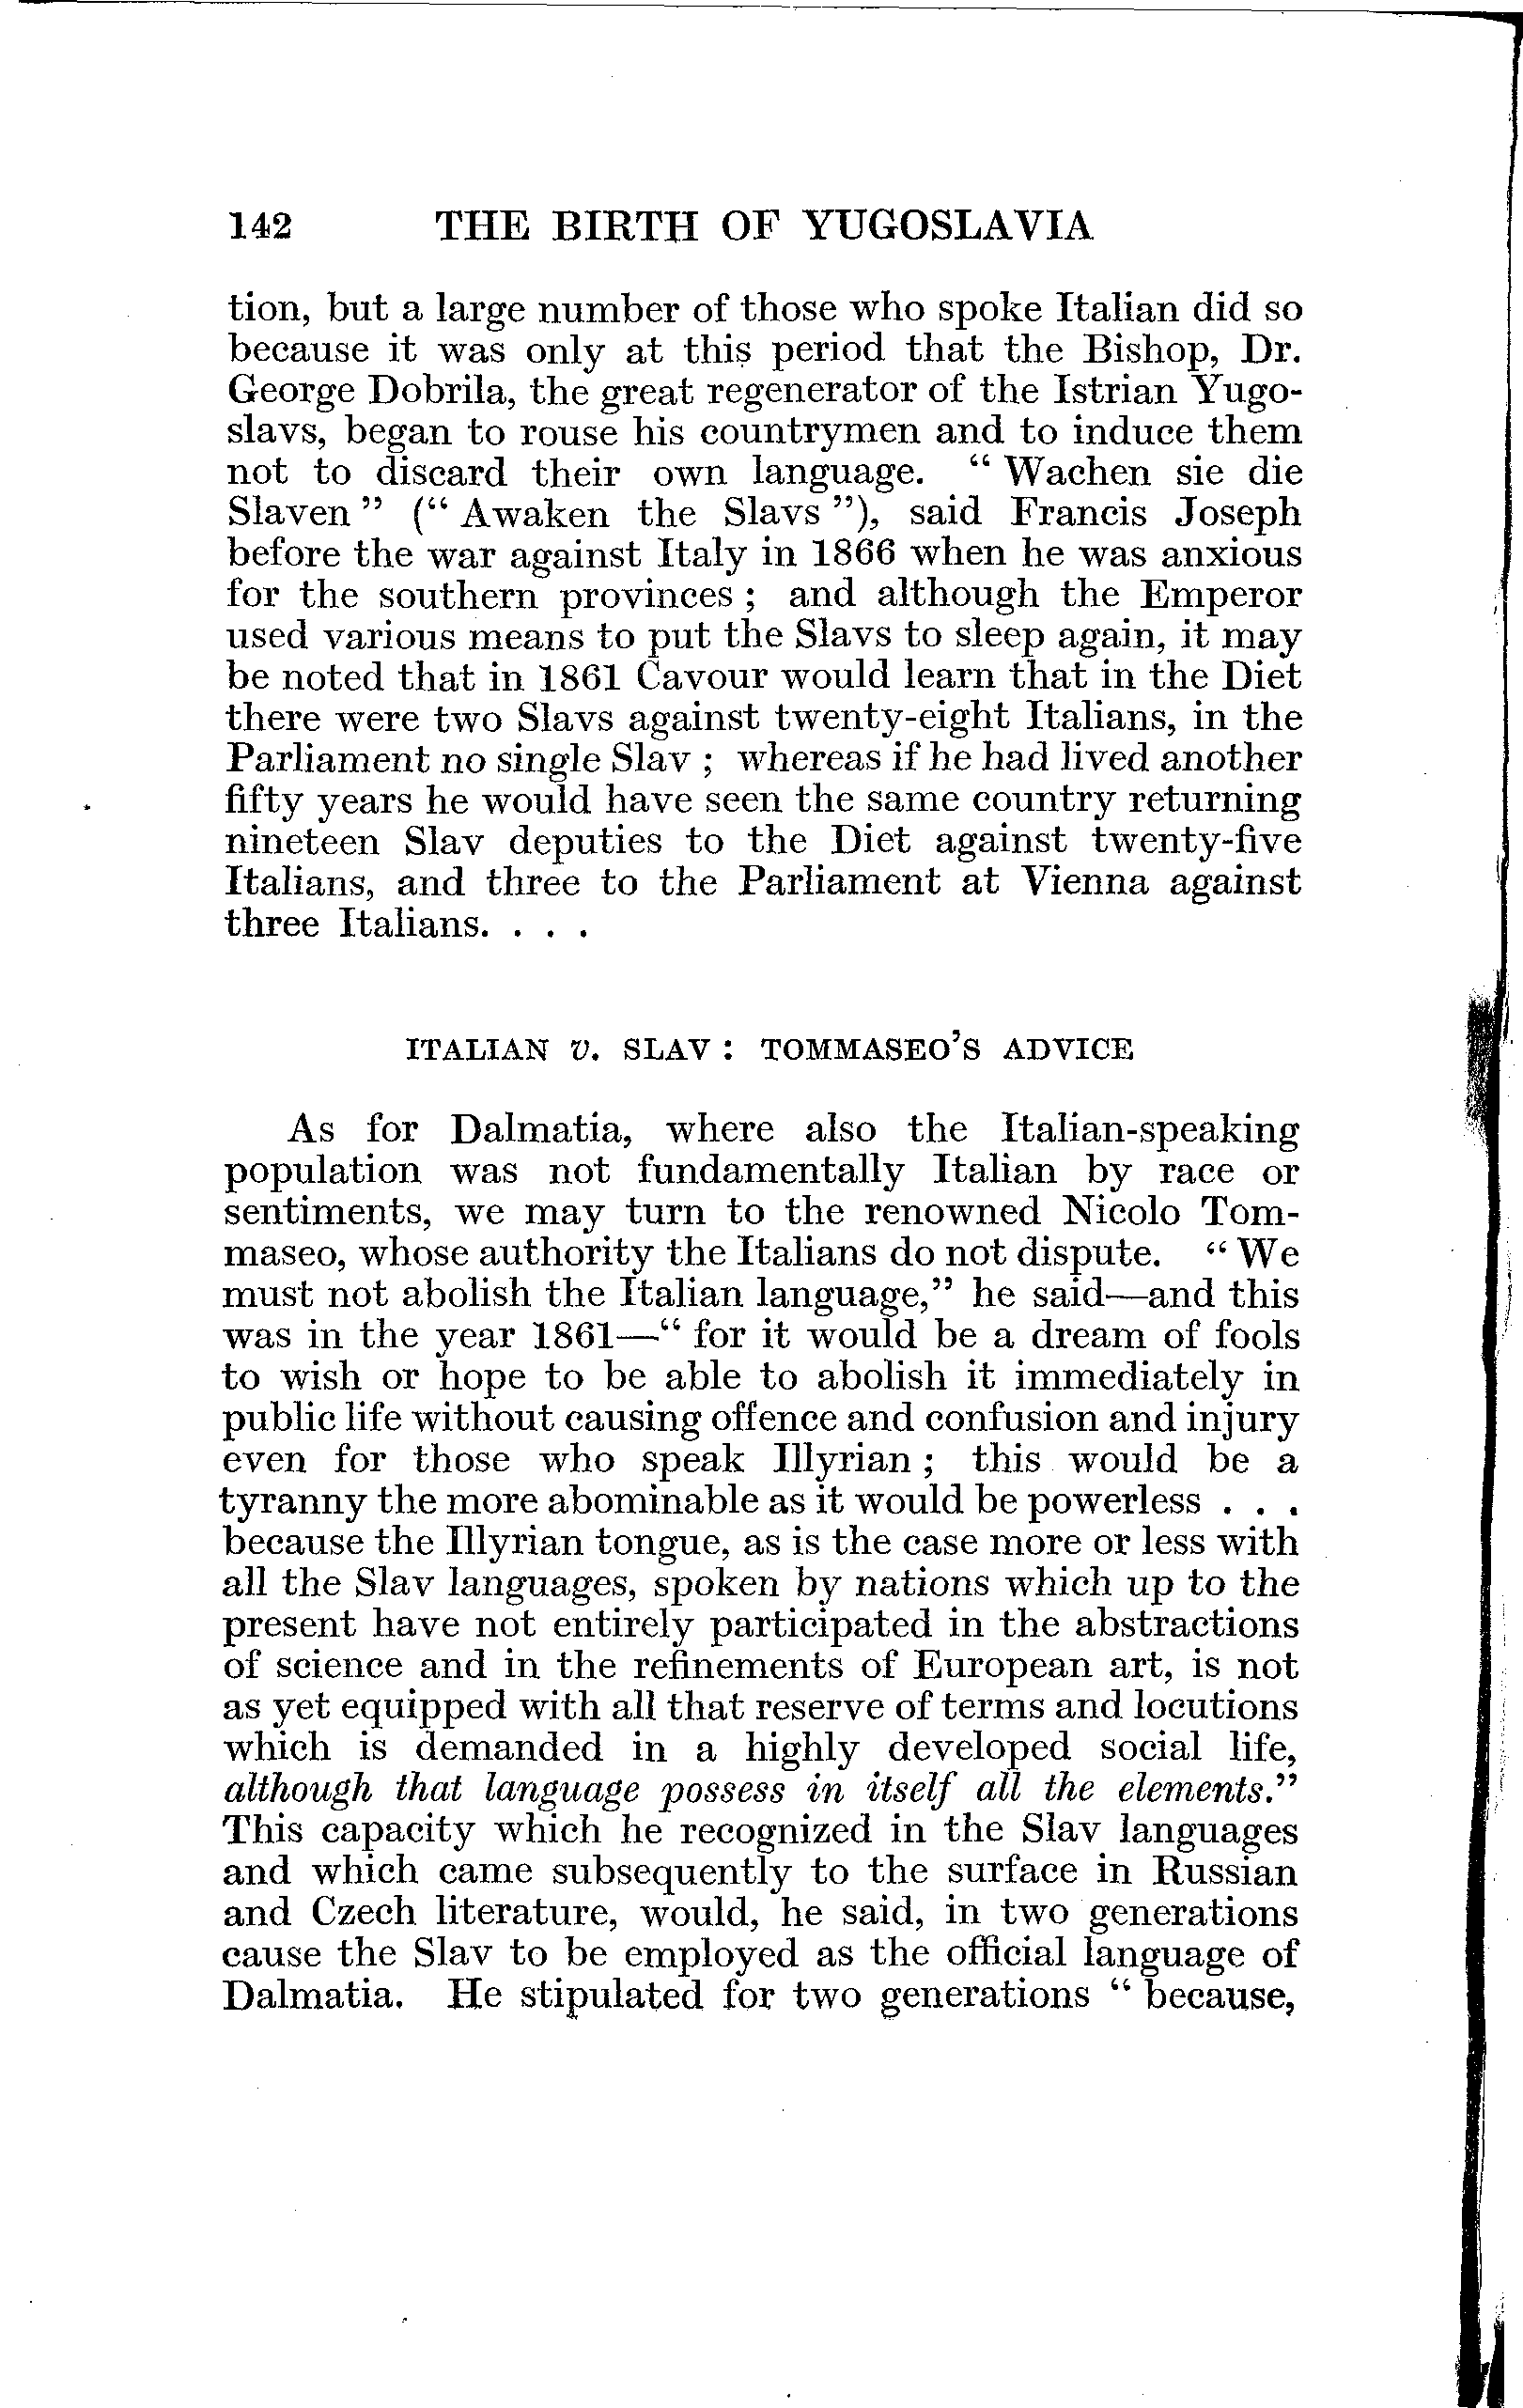 142 THE BIRTH OF YUGOSLAVIA
tion, but a large number of those who spoke Italian did so
because it was only at this period that the Bishop, Dr.
George Dobrila, the great regenerator of the Istrian Yugo-
slavs, began to rouse his countrymen and to induce them
not to discard their own language. " Wachen sie die
Slaven " (" Awaken the Slavs "), said Francis Joseph
before the war against Italy in 1866 when he was anxious
for the southern provinces ; and although the Emperor
used various means to put the Slavs to sleep again, it may
be noted that in 1861 Cavour would learn that in the Diet
there were two Slavs against twenty-eight Italians, in the
Parliament no single Slav ; whereas if he had lived another
fifty years he would have seen the same country returning
nineteen Slav deputies to the Diet against twenty-five
Italians, and three to the Parliament at Vienna against
three Italians. . . .
ITALIAN v. SLAV : TOMMASEO'S ADVICE
As for Dalmatia, where also the Italian-speaking
population was not fundamentally Italian by race or
sentiments, we may turn to the renowned Nicolo Tom-
maseo, whose authority the Italians do not dispute. " We
must not abolish the Italian language," he said—and this
was in the year 1861—" for it would be a dream of fools
to wish or hope to be able to abolish it immediately in
public life without causing offence and confusion and injury
even for those who speak Illyrian ; this would be a
tyranny the more abominable as it would be powerless . . .
because the Illyrian tongue, as is the case more or less with
all the Slav languages, spoken by nations which up to the
present have not entirely participated in the abstractions
of science and in the refinements of European art, is not
as yet equipped with all that reserve of terms and locutions
which is demanded in a highly developed social life,
although that language possess in itself all the elements."
This capacity which he recognized in the Slav languages
and which came subsequently to the surface in Russian
and Czech literature, would, he said, in two generations
cause the Slav to be employed as the official language of
Dalmatia. He stipulated for two generations " because,